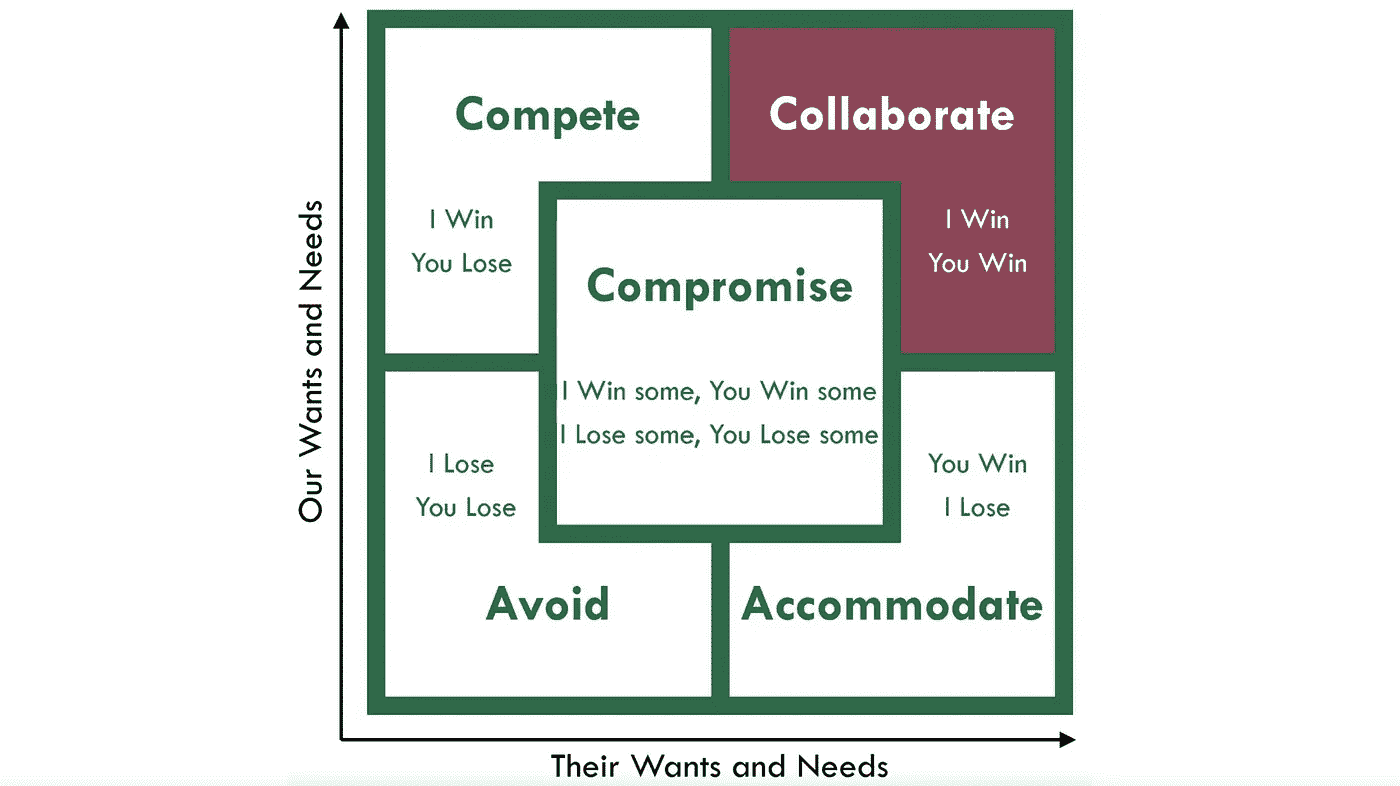 Compete
I Win
You Lose
Collaborate
I Win
You Win
Compromise
I Win some, You Win some
I Lose some, You Lose some
I Lose
You Lose
Avoid
You Win
I Lose
Accommodate
Our Wants and Needs
Their Wants and Needs